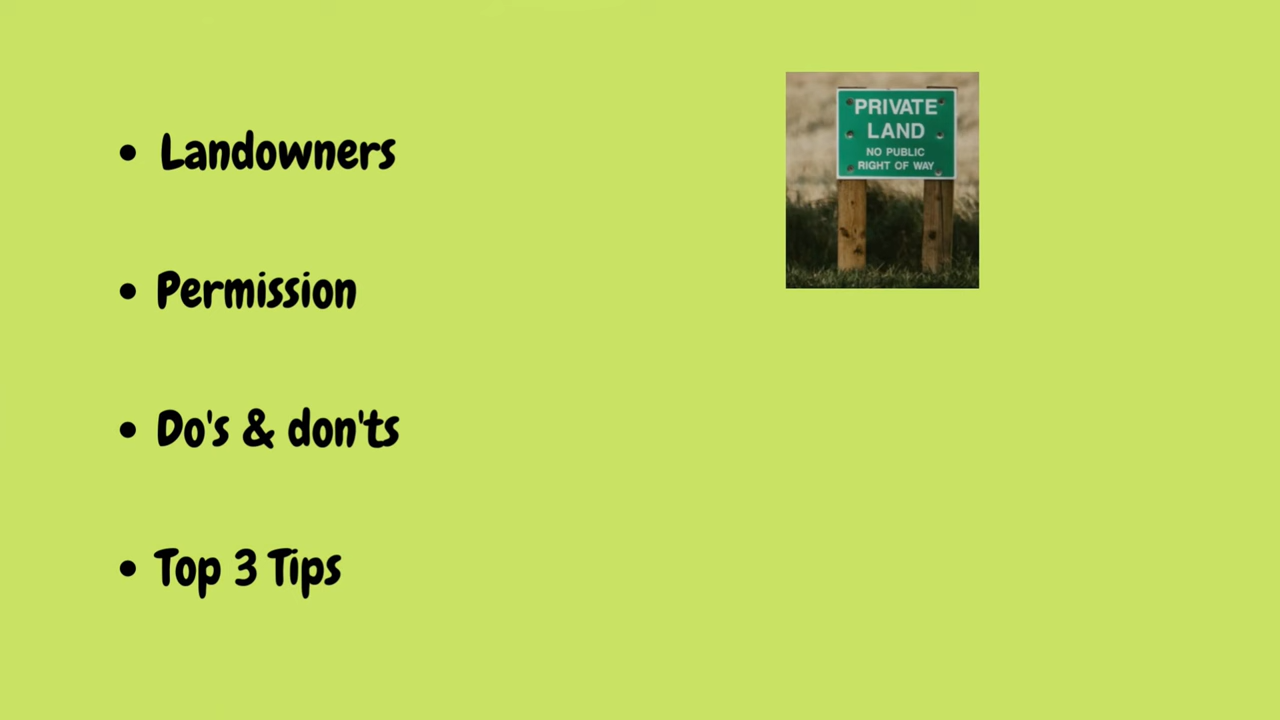 • Landowners
• Permission
• Do's & don'ts
• Top 3 Tips
PRIVATE
LAND
NO PUBLIC
RIGHT OF WAY